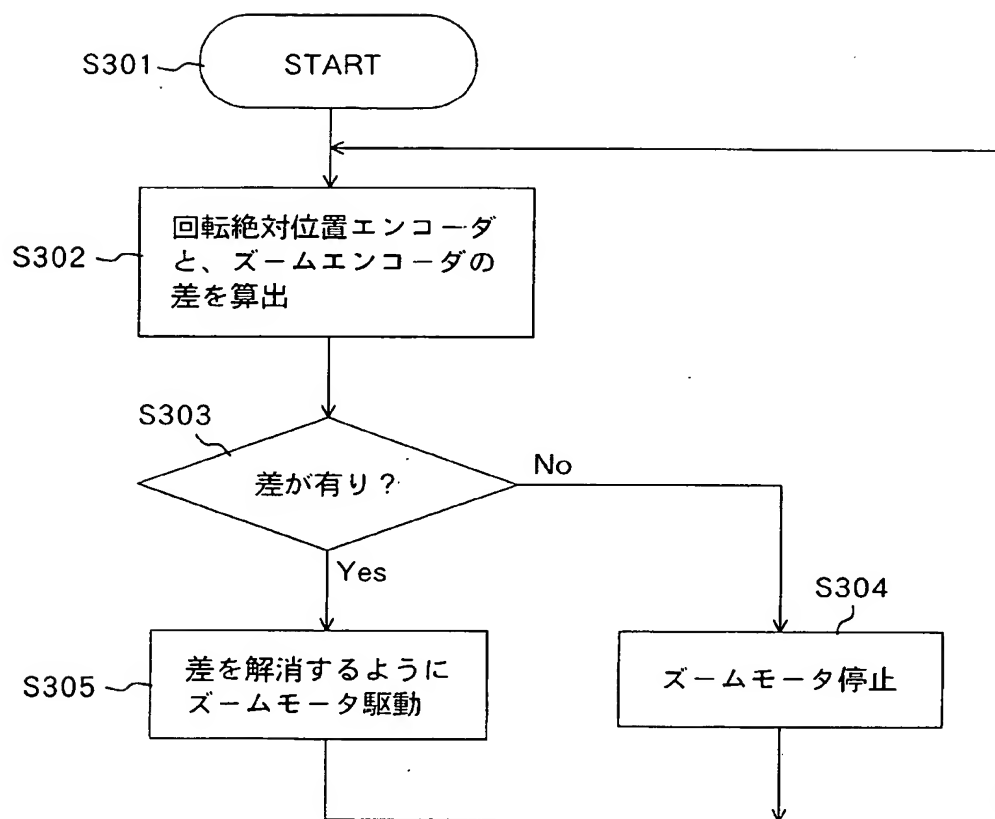 S301
START
S302
回転絶対位置エンコーダ
と、ズームエンコーダの
差を算出
S303
差が有り？
No
Yes
S304
ズームモータ停止
S305
差を解消するように
ズームモータ駆動